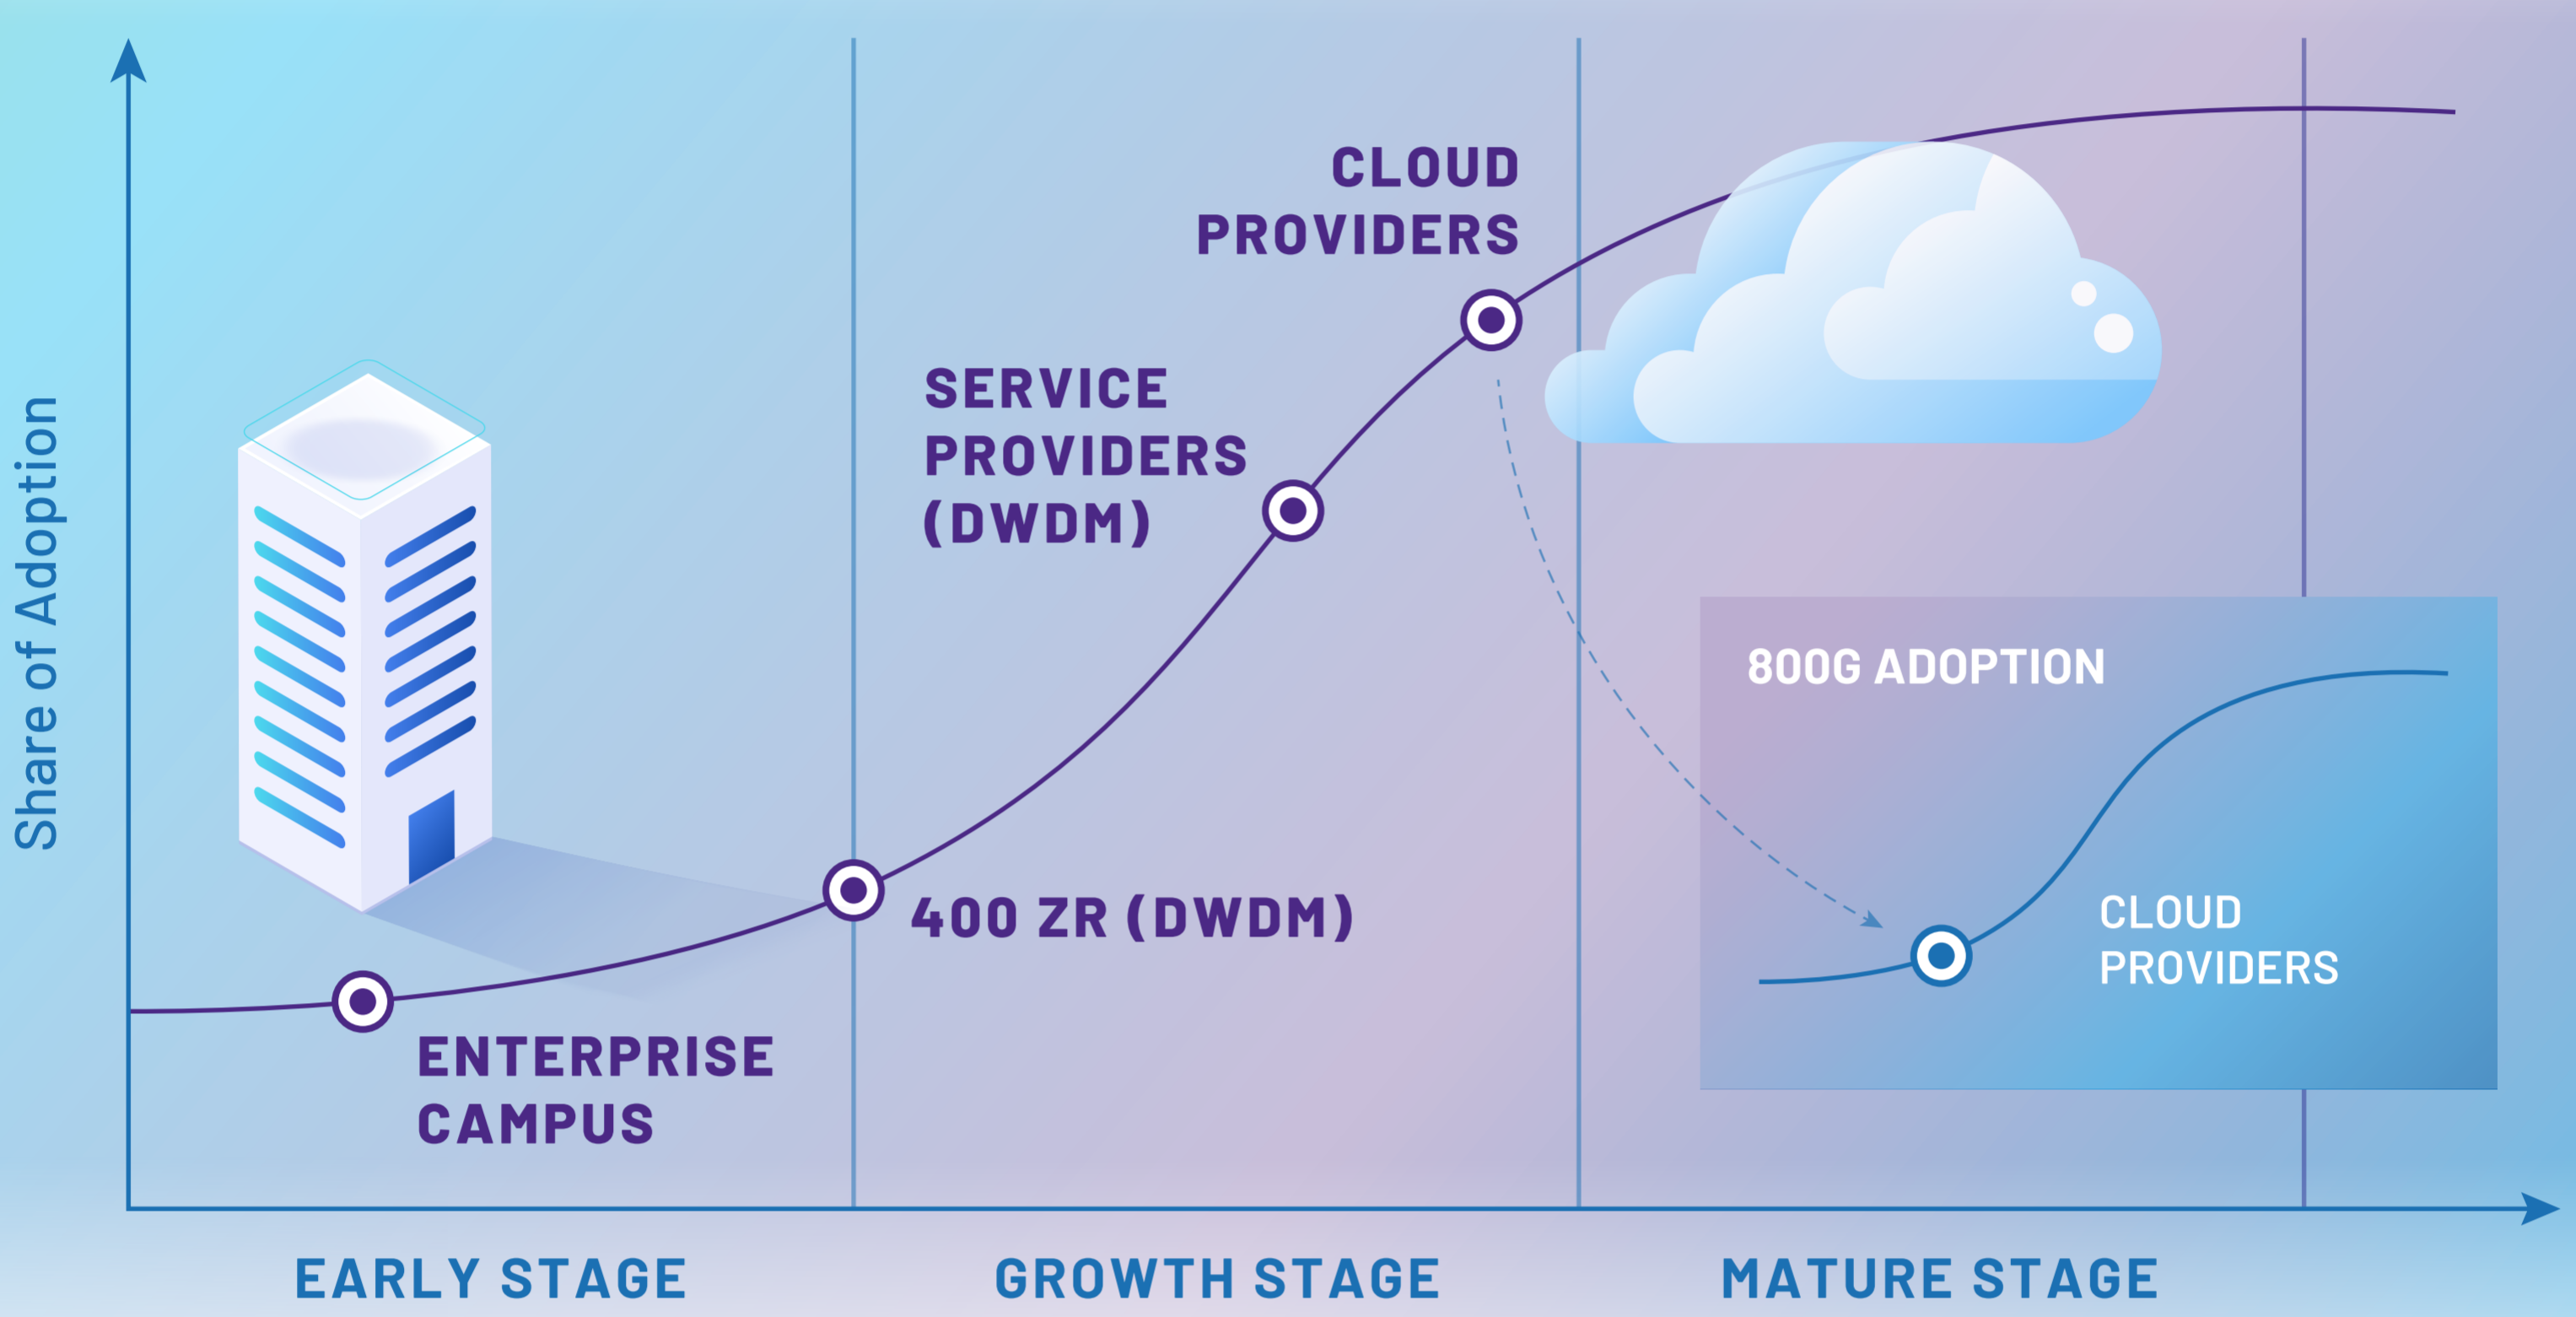 Share of Adoption
CLOUD
PROVIDERS
SERVICE
PROVIDERS
(DWDM)
400 ZR (DWDM)
ENTERPRISE
CAMPUS
800G ADOPTION
CLOUD
PROVIDERS
EARLY STAGE
GROWTH STAGE
MATURE STAGE